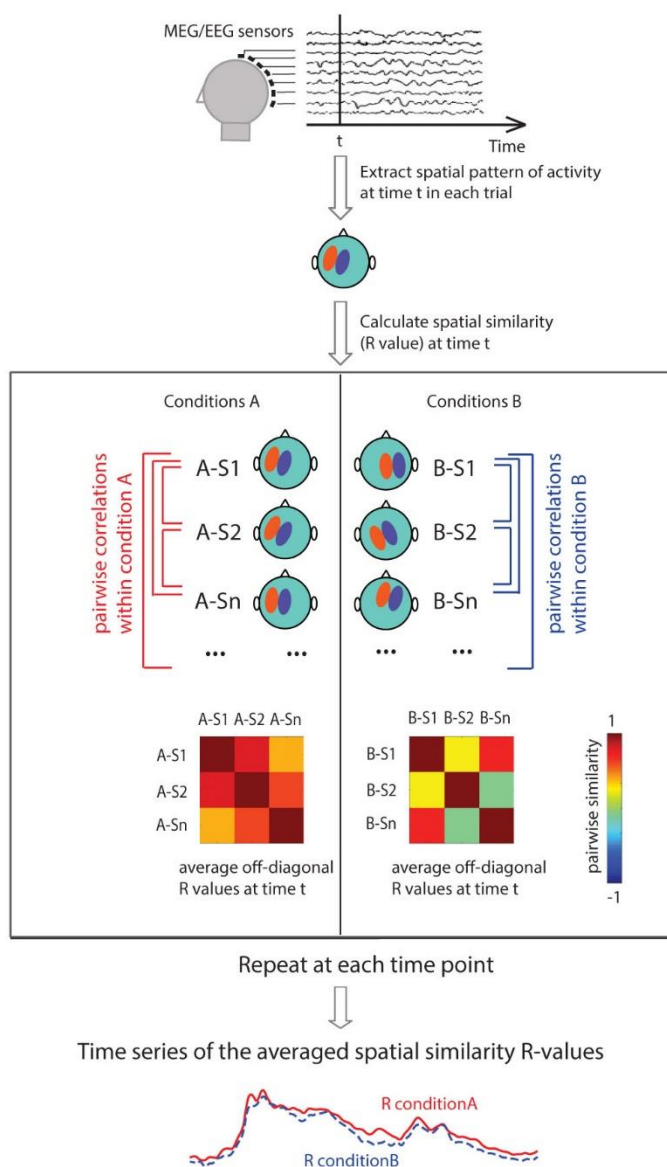 MEG/EEG sensors
t
Time
Extract spatial pattern of activity
at time t in each trial
Calculate spatial similarity
(R value) at time t
Conditions A
Conditions B
pairwise correlations
within condition A
A-S1
A-S2
A-Sn
... ...
B-S1
B-S2
B-Sn
... ...
pairwise correlations
within condition B
A-S1 A-S2 A-Sn
A-S1
A-S2
A-Sn
average off-diagonal
R values at time t
B-S1 B-S2 B-Sn
B-S1
B-S2
B-Sn
average off-diagonal
R values at time t
1
pairwise similarity
-1
Repeat at each time point
Time series of the averaged spatial similarity R-values
R conditionA
R conditionB